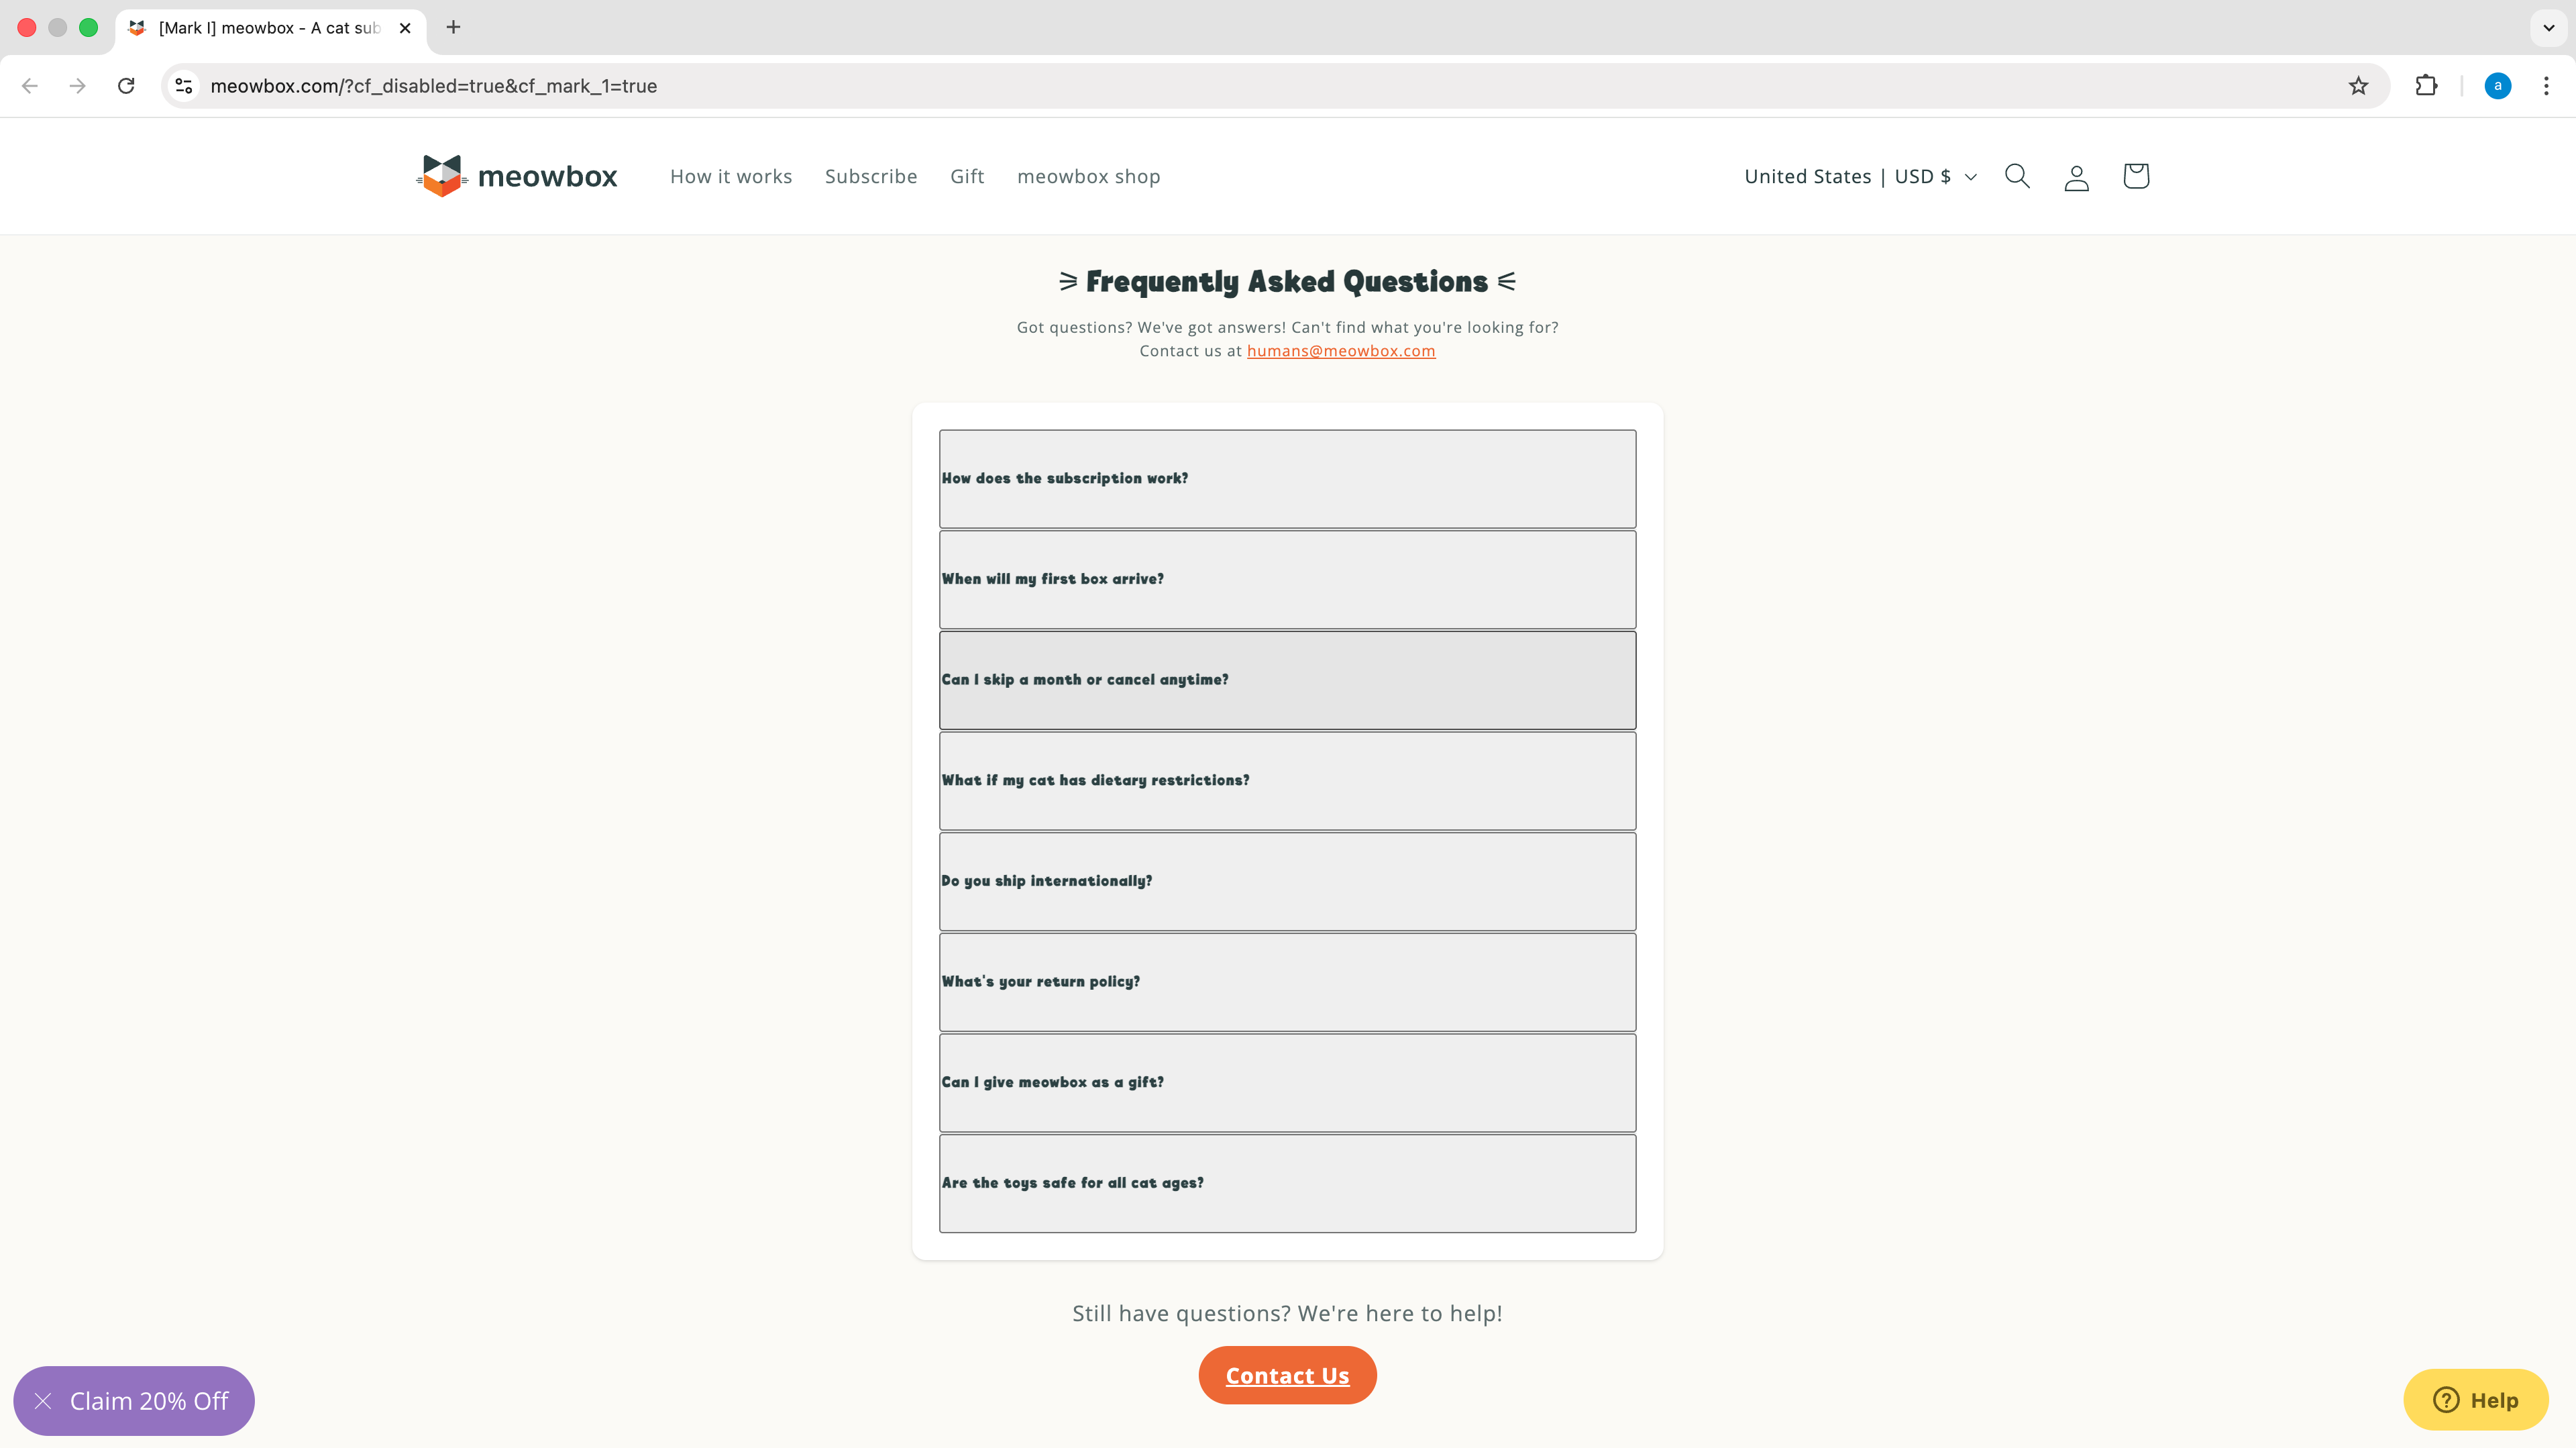 [Mark I] meowbox - A cat sub
meowbox.com/?cf_disabled=true&cf_mark_1=true
a
meowbox
How it works
Subscribe
Gift
meowbox shop
United States | USD $
Frequently Asked Questions
Got questions? We've got answers! Can't find what you're looking for?
Contact us at humans@meowbox.com
How does the subscription work?
When will my first box arrive?
Can I skip a month or cancel anytime?
What if my cat has dietary restrictions?
Do you ship internationally?
What's your return policy?
Can I give meowbox as a gift?
Are the toys safe for all cat ages?
Still have questions? We're here to help!
Contact Us
Claim 20% Off
Help